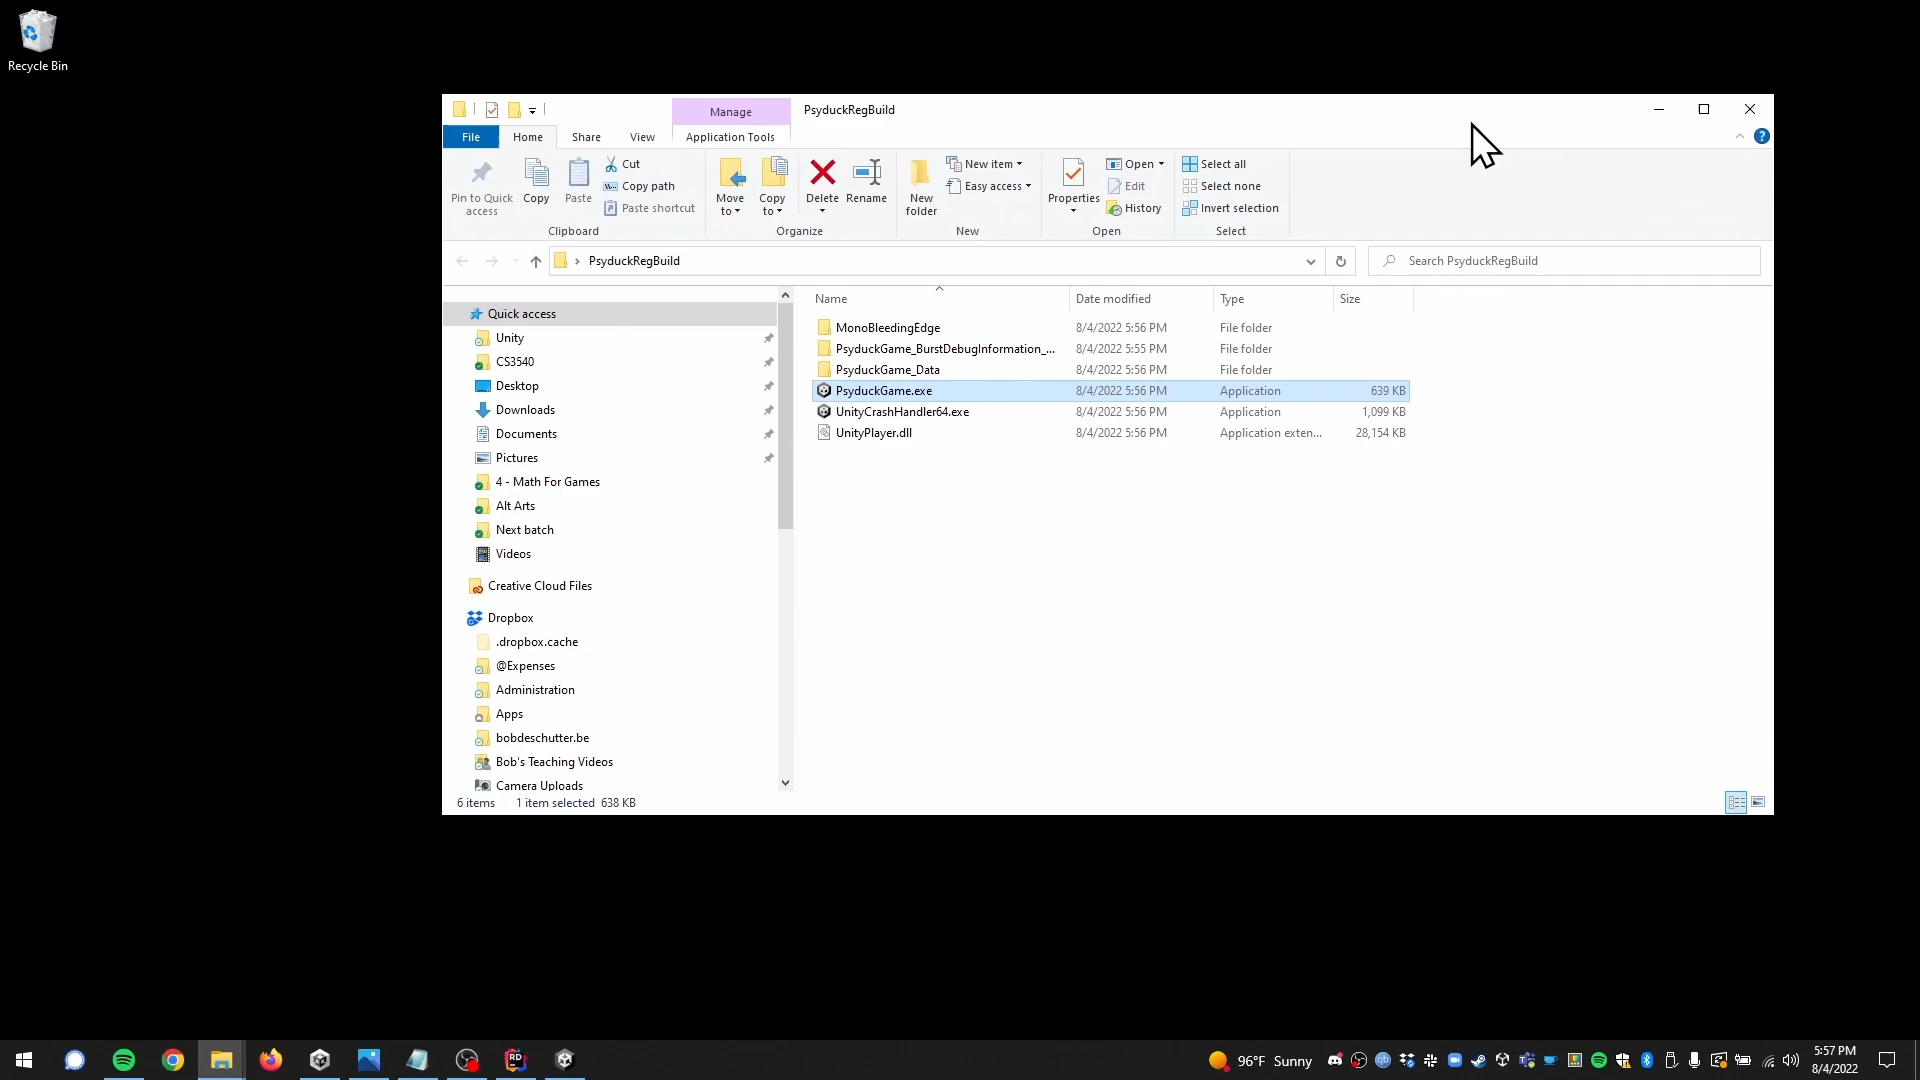 Recycle Bin
Manage
PsyduckRegBuild
File
Home
Share
View
Application Tools
Pin to Quick access
Copy
Paste
Cut
Copy path
Paste shortcut
Clipboard
Move to
Copy to
Delete
Rename
Organize
New folder
New item
Easy access
New
Properties
Open
Edit
History
Open
Select all
Select none
Invert selection
Select
PsyduckRegBuild
Search PsyduckRegBuild
Quick access
Unity
CS3540
Desktop
Downloads
Documents
Pictures
4 - Math For Games
Alt Arts
Next batch
Videos
Creative Cloud Files
Dropbox
.dropbox.cache
@Expenses
Administration
Apps
bobdeschutter.be
Bob's Teaching Videos
Camera Uploads
Name Date modified Type Size
MonoBleedingEdge 8/4/2022 5:56 PM File folder
PsyduckGame_BurstDebugInformation_... 8/4/2022 5:55 PM File folder
PsyduckGame_Data 8/4/2022 5:56 PM File folder
PsyduckGame.exe 8/4/2022 5:56 PM Application 639 KB
UnityCrashHandler64.exe 8/4/2022 5:56 PM Application 1,099 KB
UnityPlayer.dll 8/4/2022 5:56 PM Application exten... 28,154 KB
6 items 1 item selected 638 KB
96°F Sunny
5:57 PM
8/4/2022